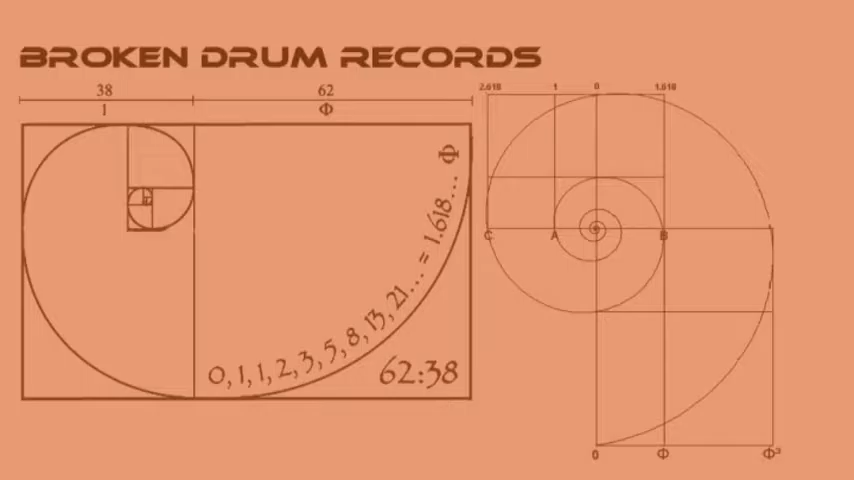 BROKEN DRUM RECORDS
38 62
1 Φ
0, 1, 1, 2, 3, 5, 8, 13, 21... = 1.618... Φ
62:38
2.618 1 0 1.618
C A B
0 Φ Φ³